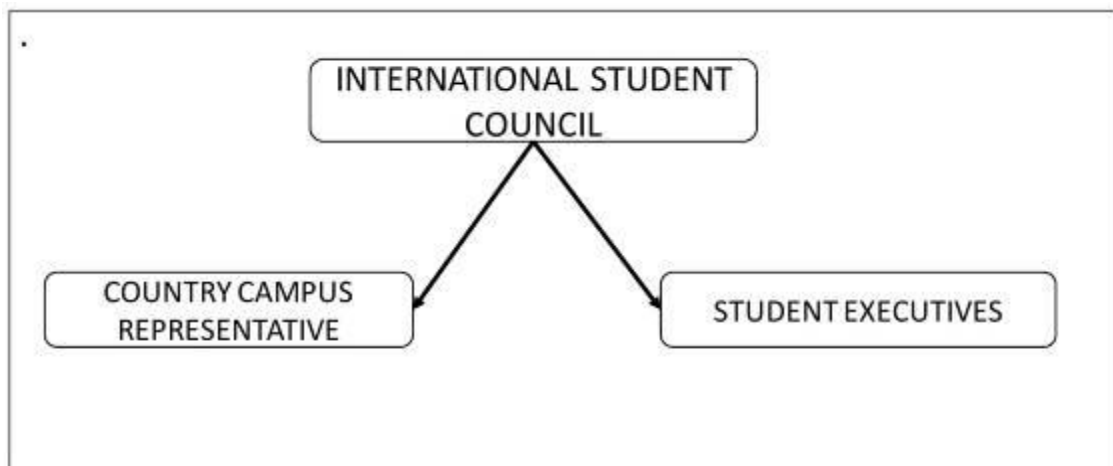 INTERNATIONAL STUDENT
COUNCIL
COUNTRY CAMPUS
REPRESENTATIVE
STUDENT EXECUTIVES